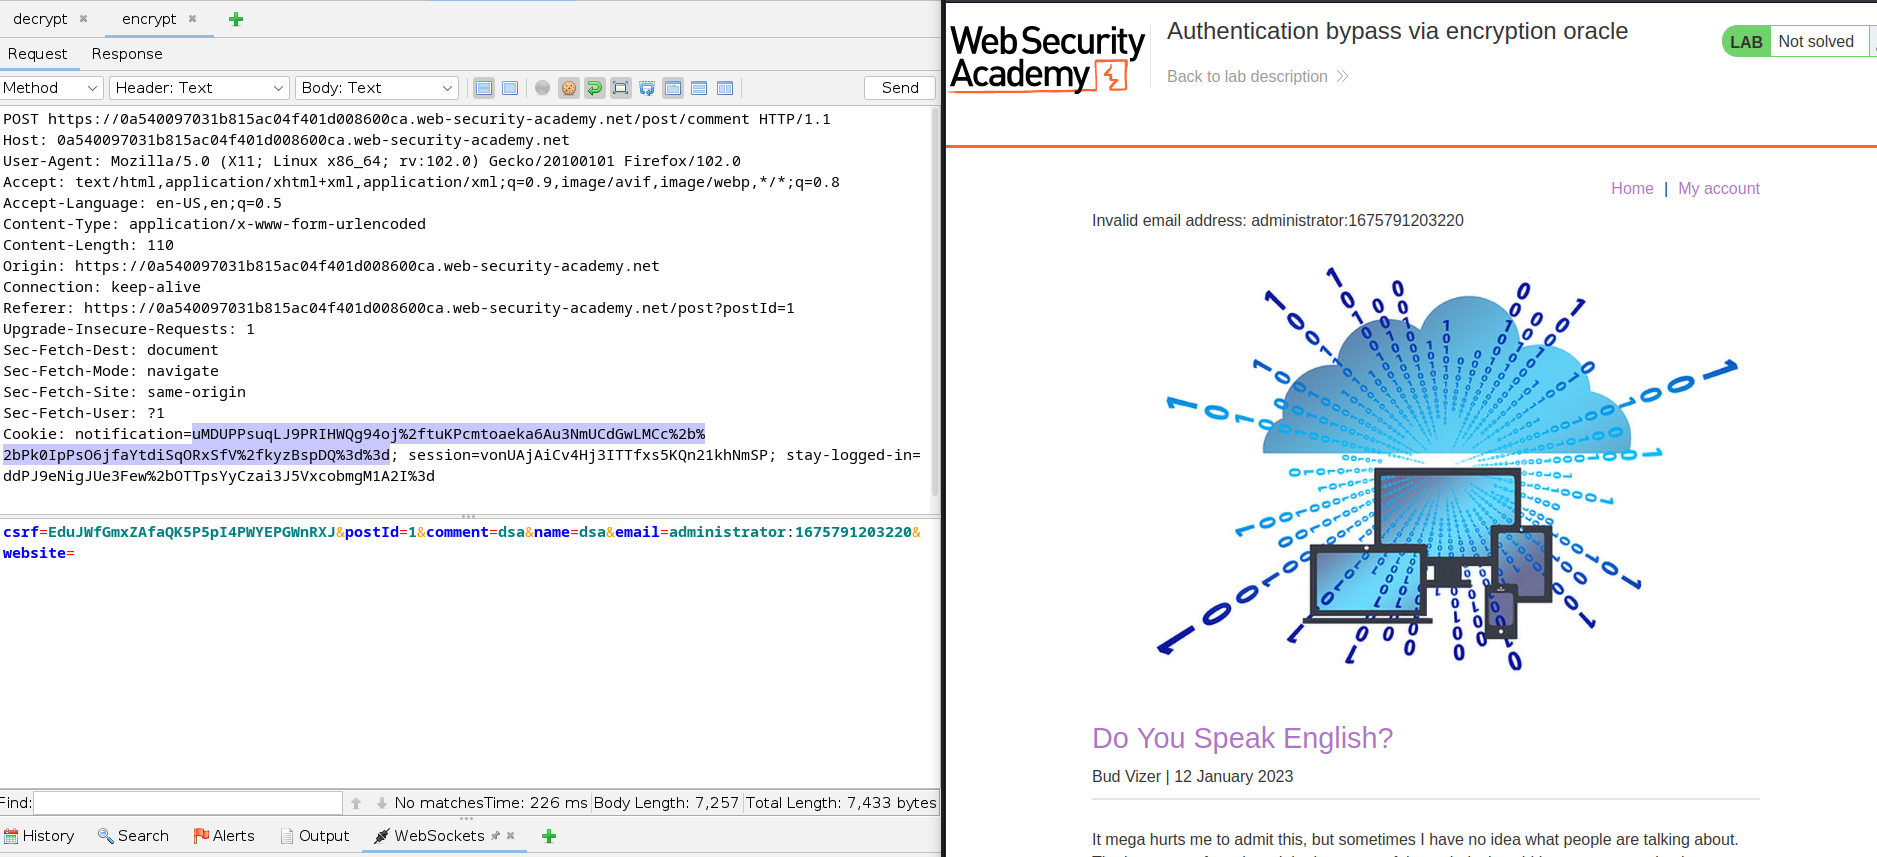 decrypt
encrypt
Request Response
Method Header: Text Body: Text Send
POST https://0a540097031b815ac04f401d008600ca.web-security-academy.net/post/comment HTTP/1.1
Host: 0a540097031b815ac04f401d008600ca.web-security-academy.net
User-Agent: Mozilla/5.0 (X11; Linux x86_64; rv:102.0) Gecko/20100101 Firefox/102.0
Accept: text/html,application/xhtml+xml,application/xml;q=0.9,image/avif,image/webp,*/*;q=0.8
Accept-Language: en-US,en;q=0.5
Content-Type: application/x-www-form-urlencoded
Content-Length: 110
Origin: https://0a540097031b815ac04f401d008600ca.web-security-academy.net
Connection: keep-alive
Referer: https://0a540097031b815ac04f401d008600ca.web-security-academy.net/post?postId=1
Upgrade-Insecure-Requests: 1
Sec-Fetch-Dest: document
Sec-Fetch-Mode: navigate
Sec-Fetch-Site: same-origin
Sec-Fetch-User: ?1
Cookie: notification=uMDUPPsuqLJ9PRIHWQg94oj%2ftuKPcmtoaeka6Au3NmUCdGwLMCc%2b%
2bPk0IpPsO6jfaYtdiSqORxSfV%2fkyzBspDQ%3d%3d; session=vonUAjAiCv4Hj3ITTfxs5KQn21khNmSP; stay-logged-in=
ddPJ9eNigJUe3Few%2bOTTpsYyCzai3J5VxcobmgM1A2I%3d
csrf=EduJWfGmxZAfaQK5P5pI4PWYEPGWnRXJ&postId=1&comment=dsa&name=dsa&email=administrator:1675791203220&
website=
Find: No matches Time: 226 ms Body Length: 7,257 Total Length: 7,433 bytes
History Search Alerts Output WebSockets
Web Security
Academy
Authentication bypass via encryption oracle
Back to lab description
LAB Not solved
Home | My account
Invalid email address: administrator:1675791203220
Do You Speak English?
Bud Vizer | 12 January 2023
It mega hurts me to admit this, but sometimes I have no idea what people are talking about.